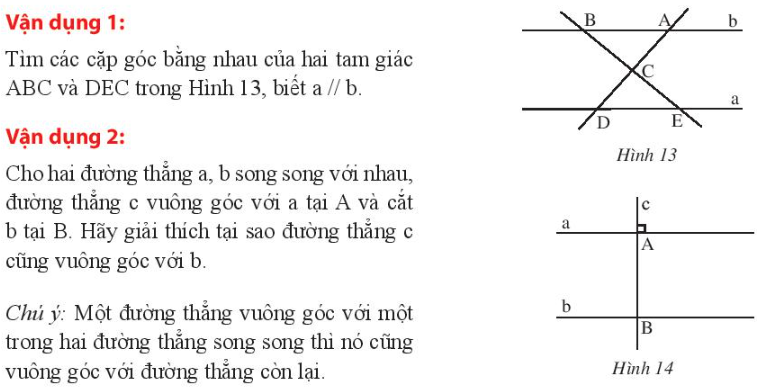 Vận dụng 1:
Tìm các cặp góc bằng nhau của hai tam giác
ABC và DEC trong Hình 13, biết a // b.
Vận dụng 2:
Cho hai đường thẳng a, b song song với nhau,
đường thẳng c vuông góc với a tại A và cắt
b tại B. Hãy giải thích tại sao đường thẳng c
cũng vuông góc với b.
Chú ý: Một đường thẳng vuông góc với một
trong hai đường thẳng song song thì nó cũng
vuông góc với đường thẳng còn lại.
B A b
C
a
D E
Hình 13
c
a
A
b
B
Hình 14